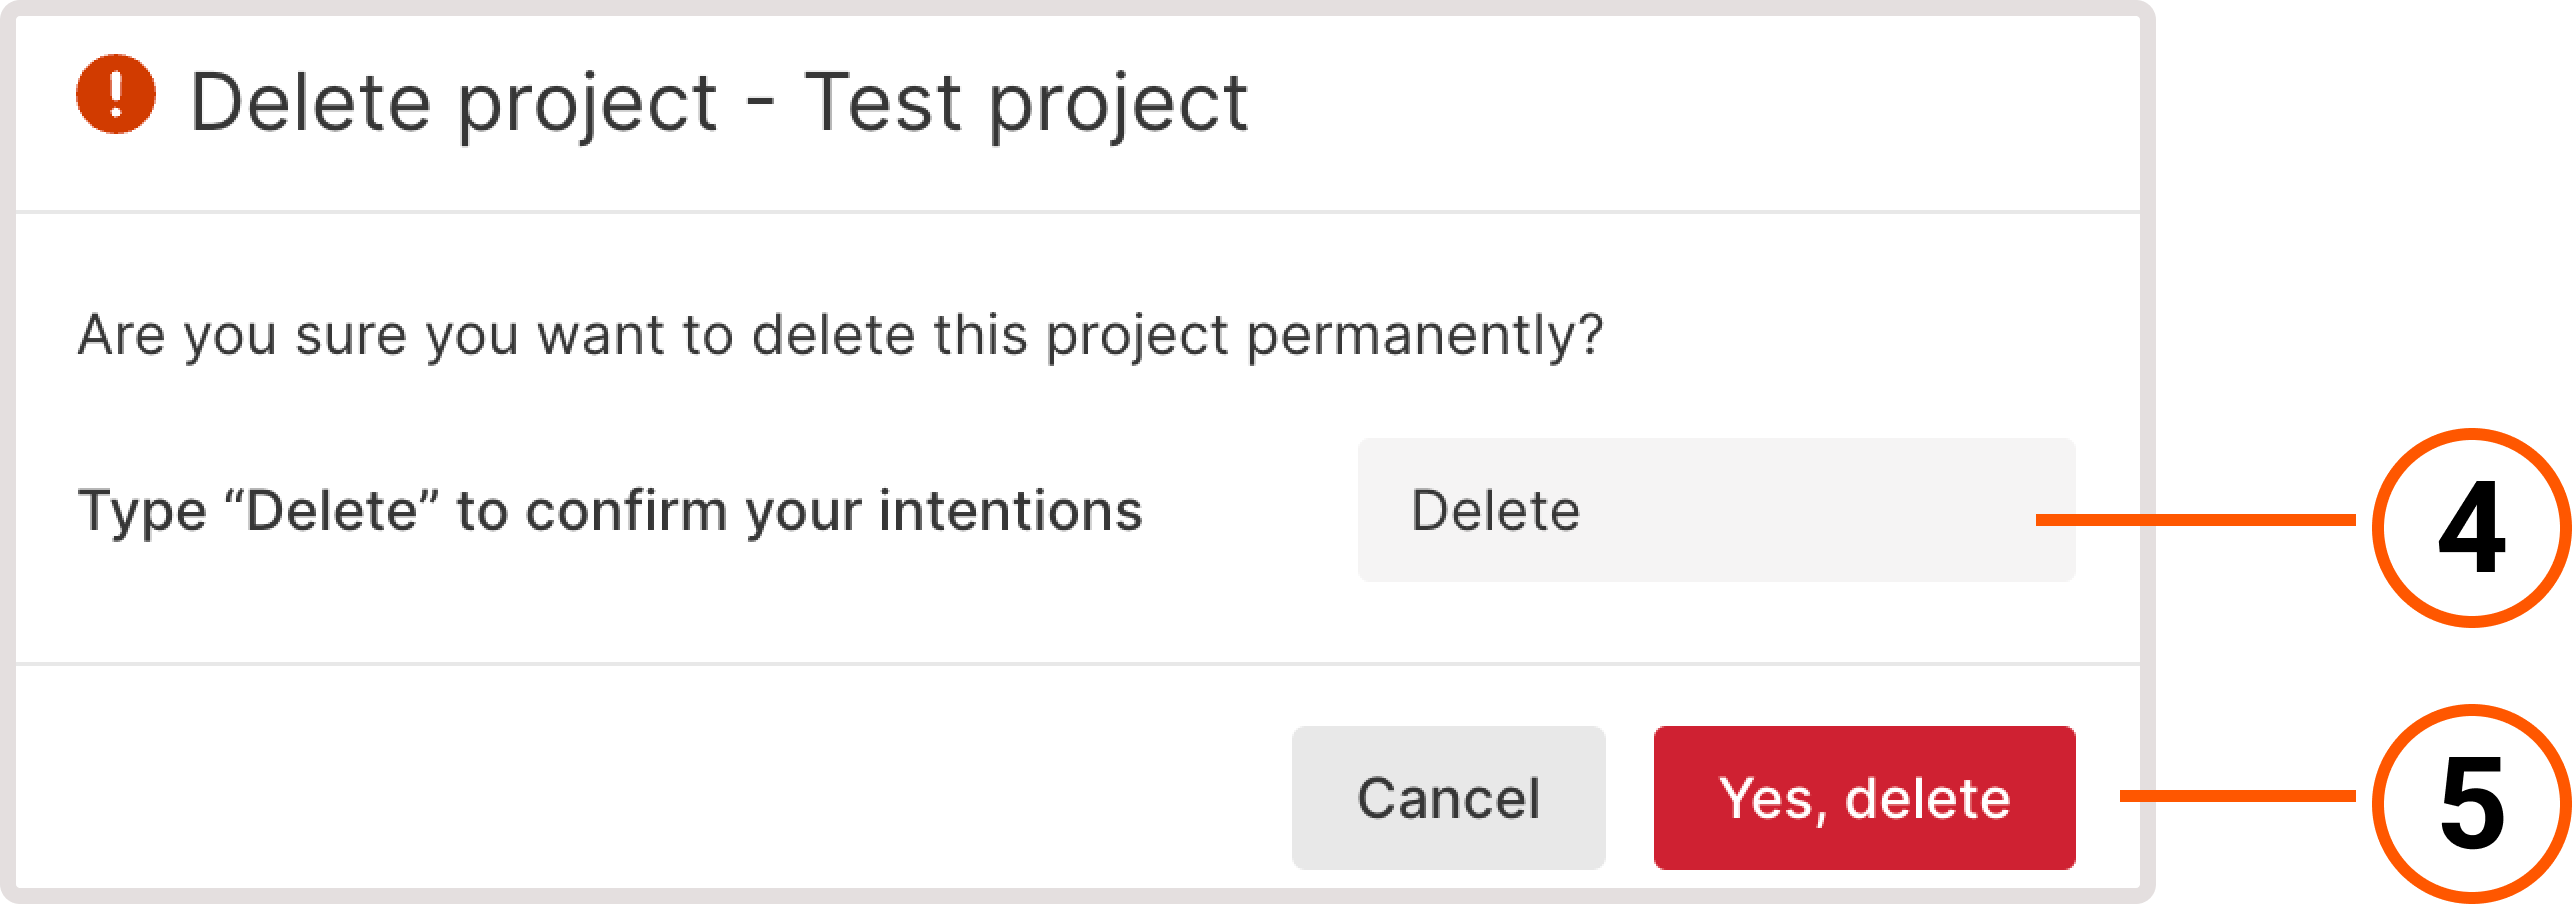 Delete project - Test project
Are you sure you want to delete this project permanently?
Type “Delete” to confirm your intentions
Delete
4
Cancel
Yes, delete
5